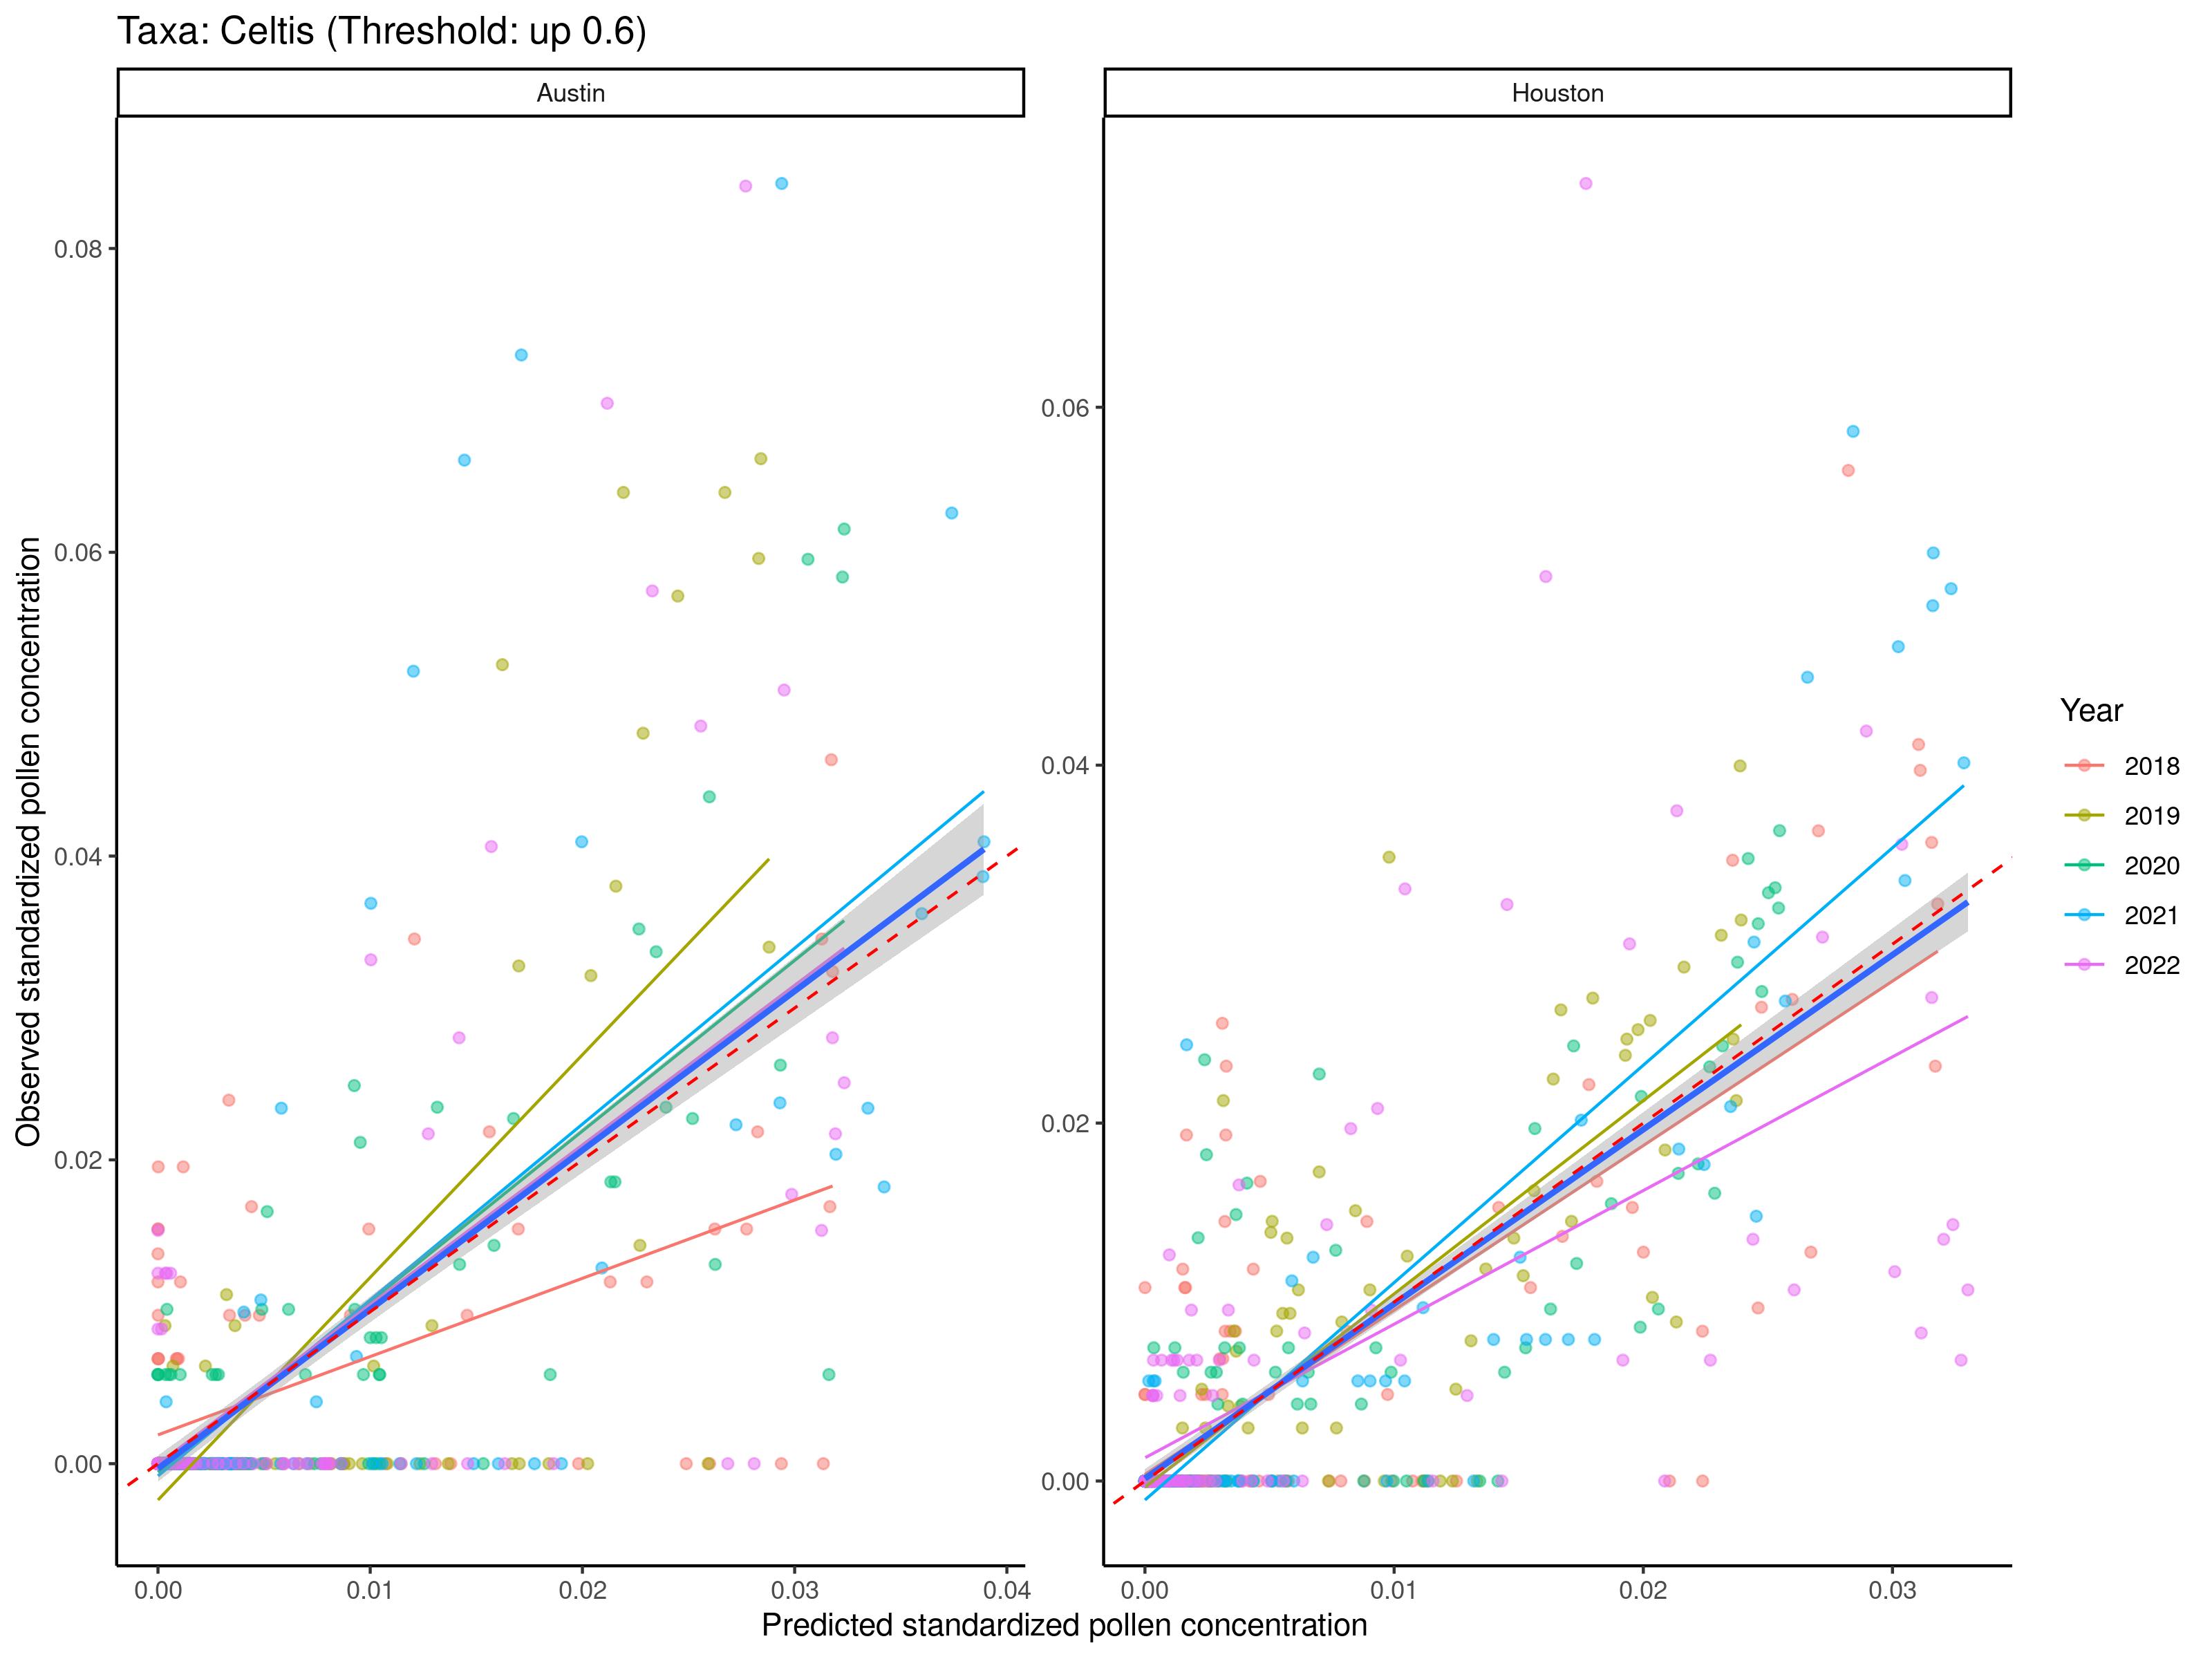 Taxa: Celtis (Threshold: up 0.6)
Austin
Houston
Observed standardized pollen concentration
0.08
0.06
0.04
0.02
0.00
0.00 0.01 0.02 0.03 0.04
0.06
0.04
0.02
0.00
0.00 0.01 0.02 0.03
Predicted standardized pollen concentration
Year
2018
2019
2020
2021
2022